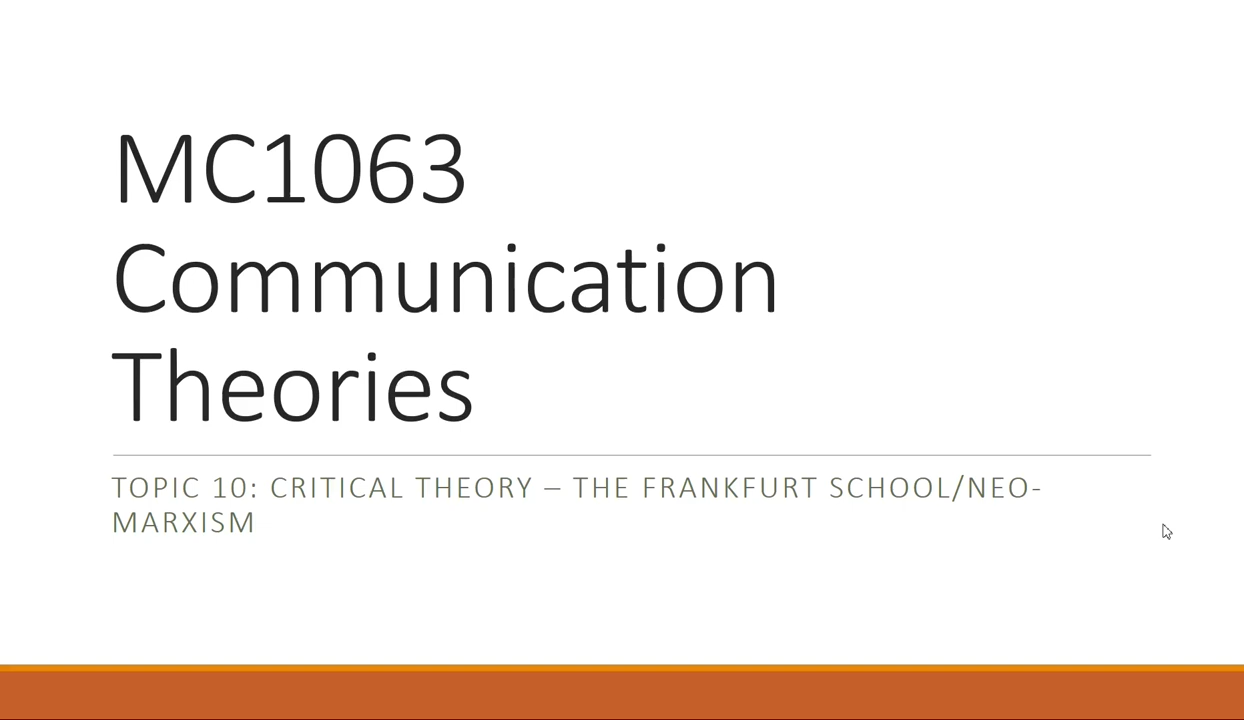 MC1063
Communication
Theories
TOPIC 10: CRITICAL THEORY – THE FRANKFURT SCHOOL/NEO-
MARXISM